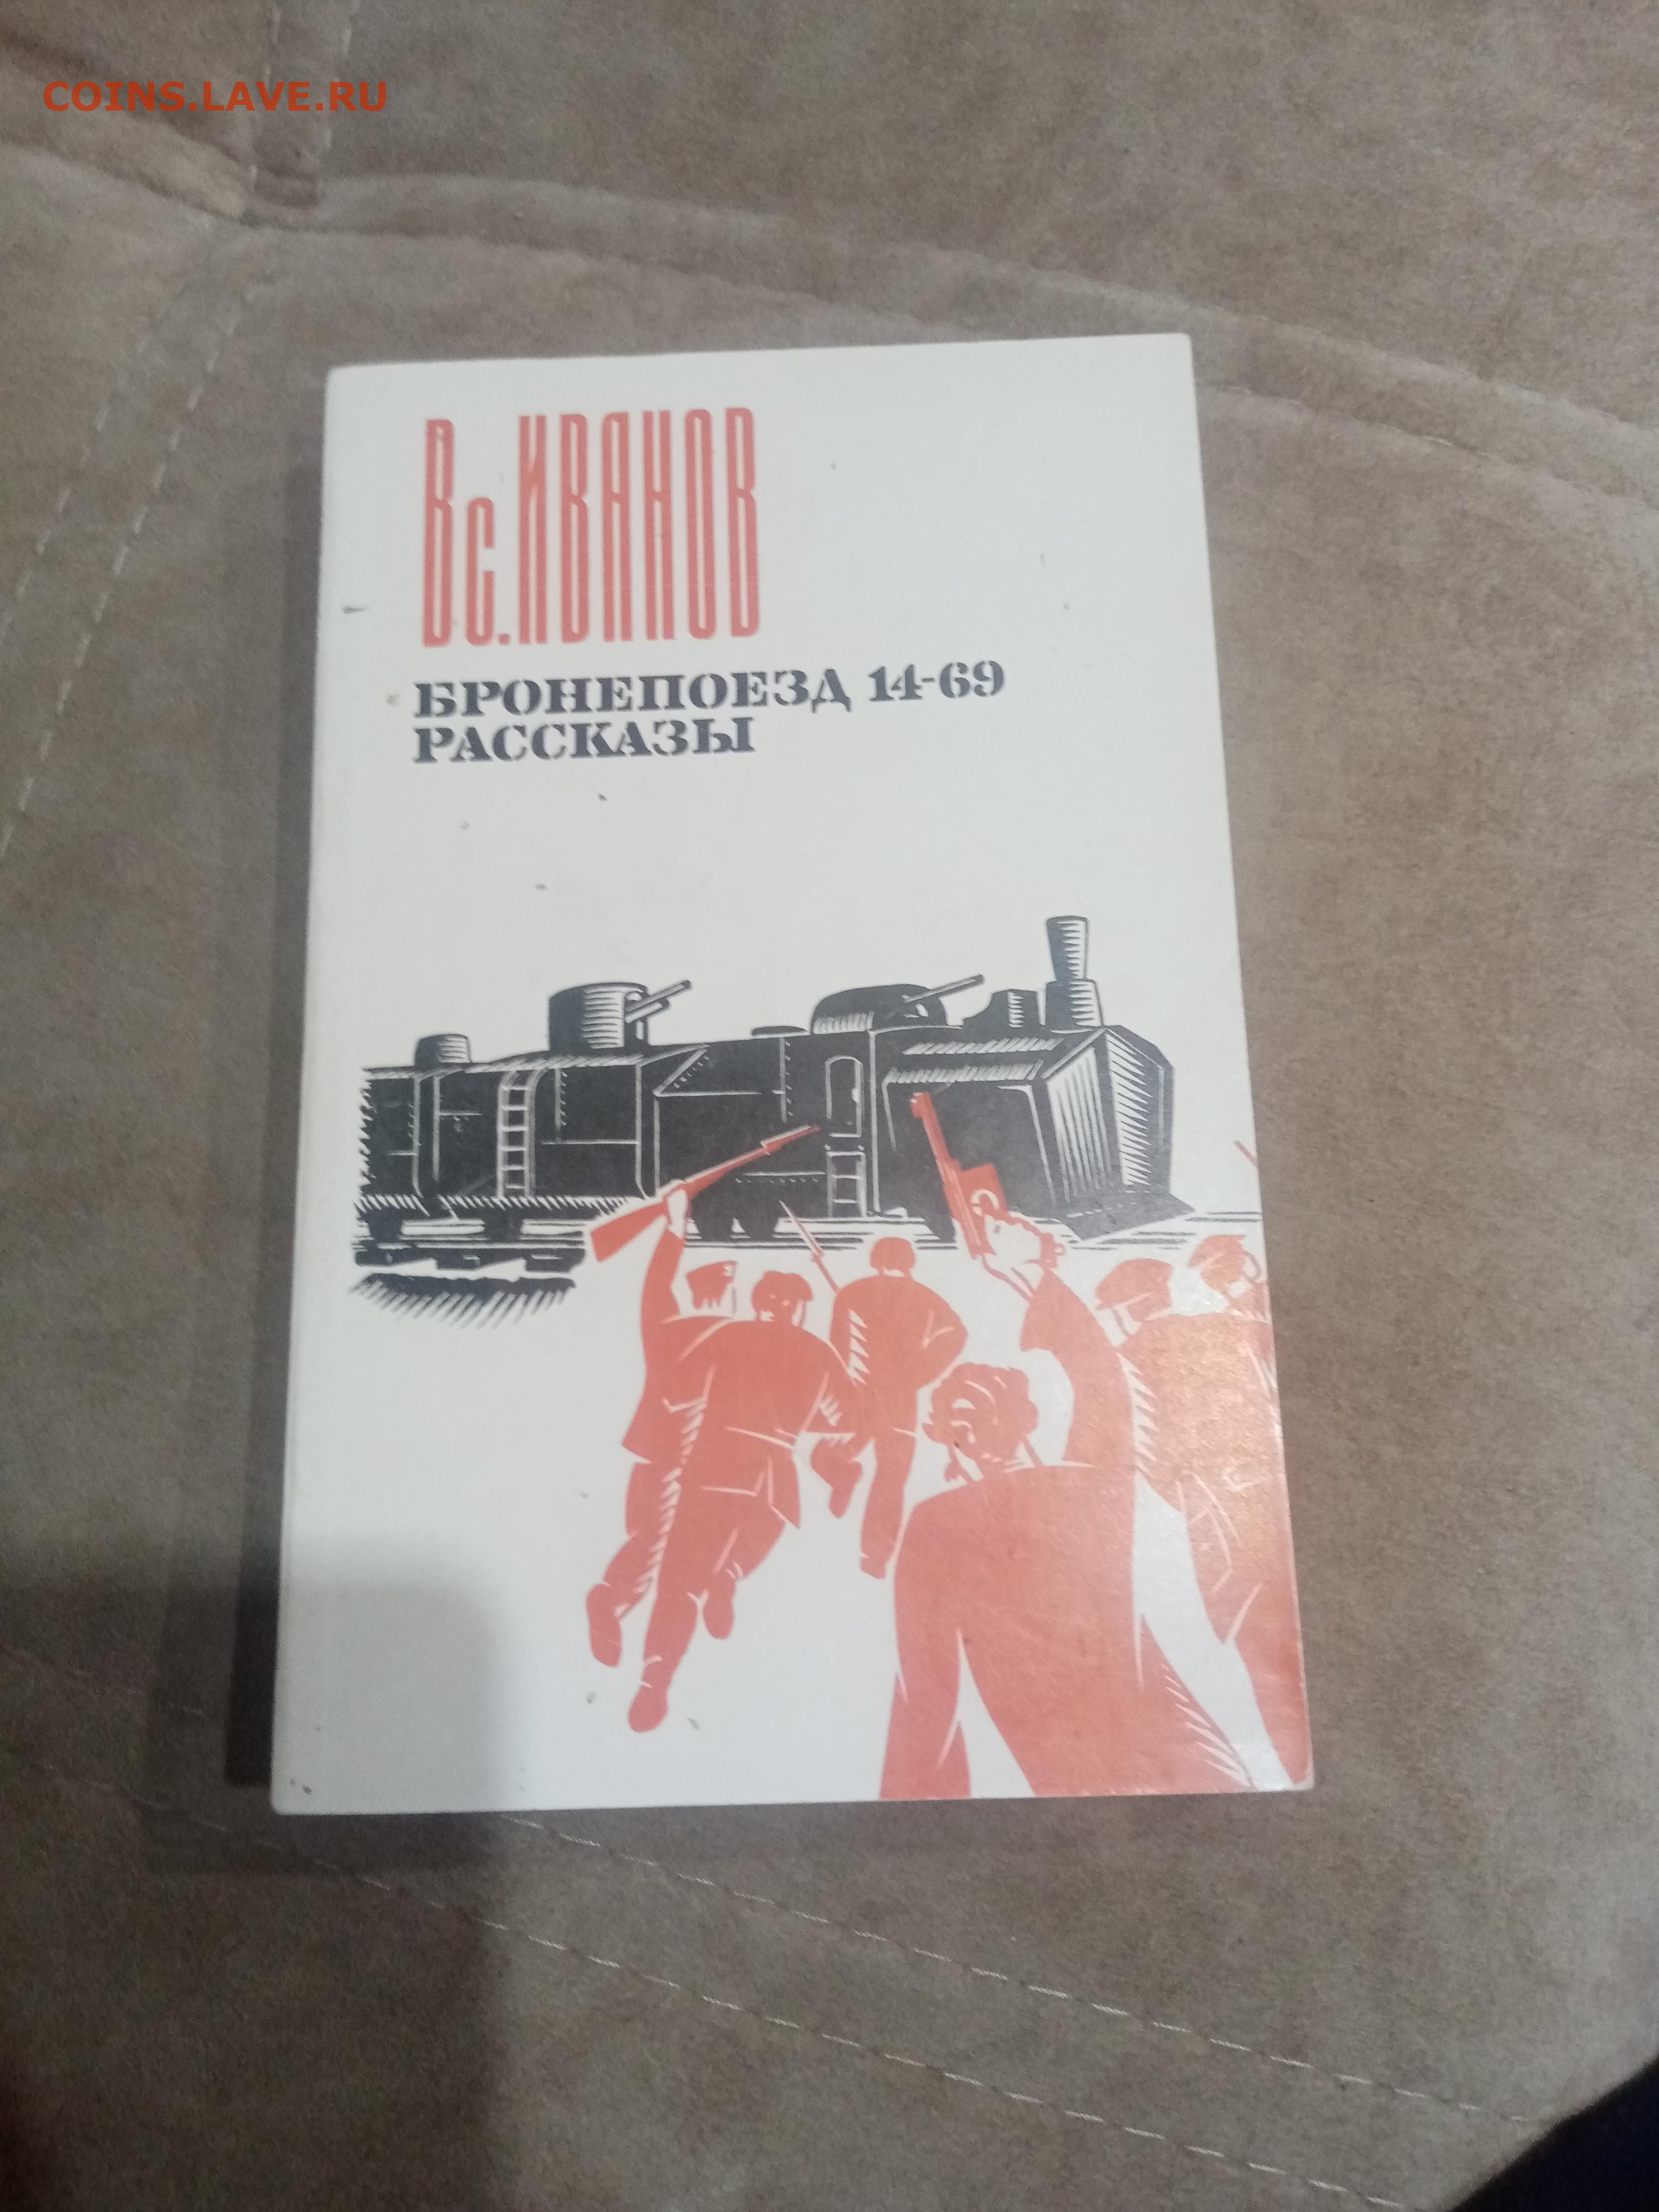 COINS.LAVE.RU
Вс.ИВАНОВ
БРОНЕПОЕЗД 14-69
РАССКАЗЫ